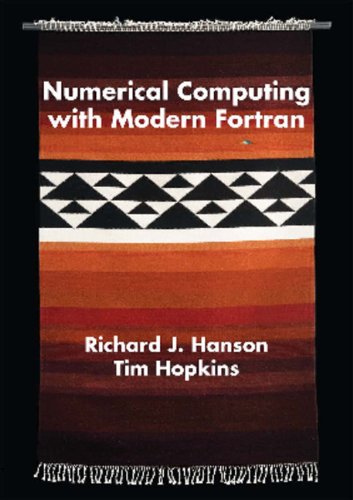 Numerical Computing
with Modern Fortran
Richard J. Hanson
Tim Hopkins